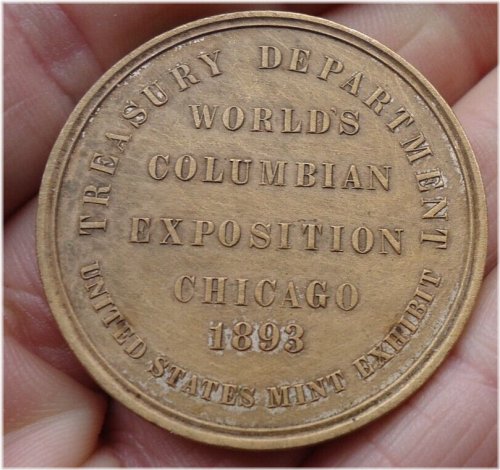 TREASURY DEPARTMENT
WORLD'S
COLUMBIAN
EXPOSITION
CHICAGO
1893
UNITED STATES MINT EXHIBIT